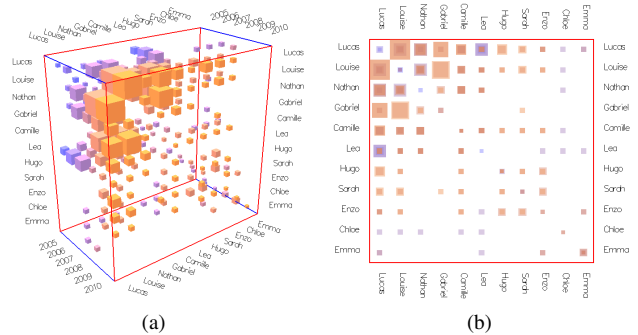 Lucas
Louise
Nathan
Gabriel
Camille
Lea
Hugo
Sarah
Enzo
Chloe
Emma
2005
2006
2007
2008
2009
2010
Lucas
Louise
Nathan
Gabriel
Camille
Lea
Hugo
Sarah
Enzo
Chloe
Emma
Lucas
Louise
Nathan
Gabriel
Camille
Lea
Hugo
Sarah
Enzo
Chloe
Emma
2005
2006
2007
2008
2009
2010
Lucas
Louise
Nathan
Gabriel
Camille
Lea
Hugo
Sarah
Enzo
Chloe
Emma
(a)
Lucas
Louise
Nathan
Gabriel
Camille
Lea
Hugo
Sarah
Enzo
Chloe
Emma
Lucas
Louise
Nathan
Gabriel
Camille
Lea
Hugo
Sarah
Enzo
Chloe
Emma
Lucas
Louise
Nathan
Gabriel
Camille
Lea
Hugo
Sarah
Enzo
Chloe
Emma
Lucas
Louise
Nathan
Gabriel
Camille
Lea
Hugo
Sarah
Enzo
Chloe
Emma
(b)